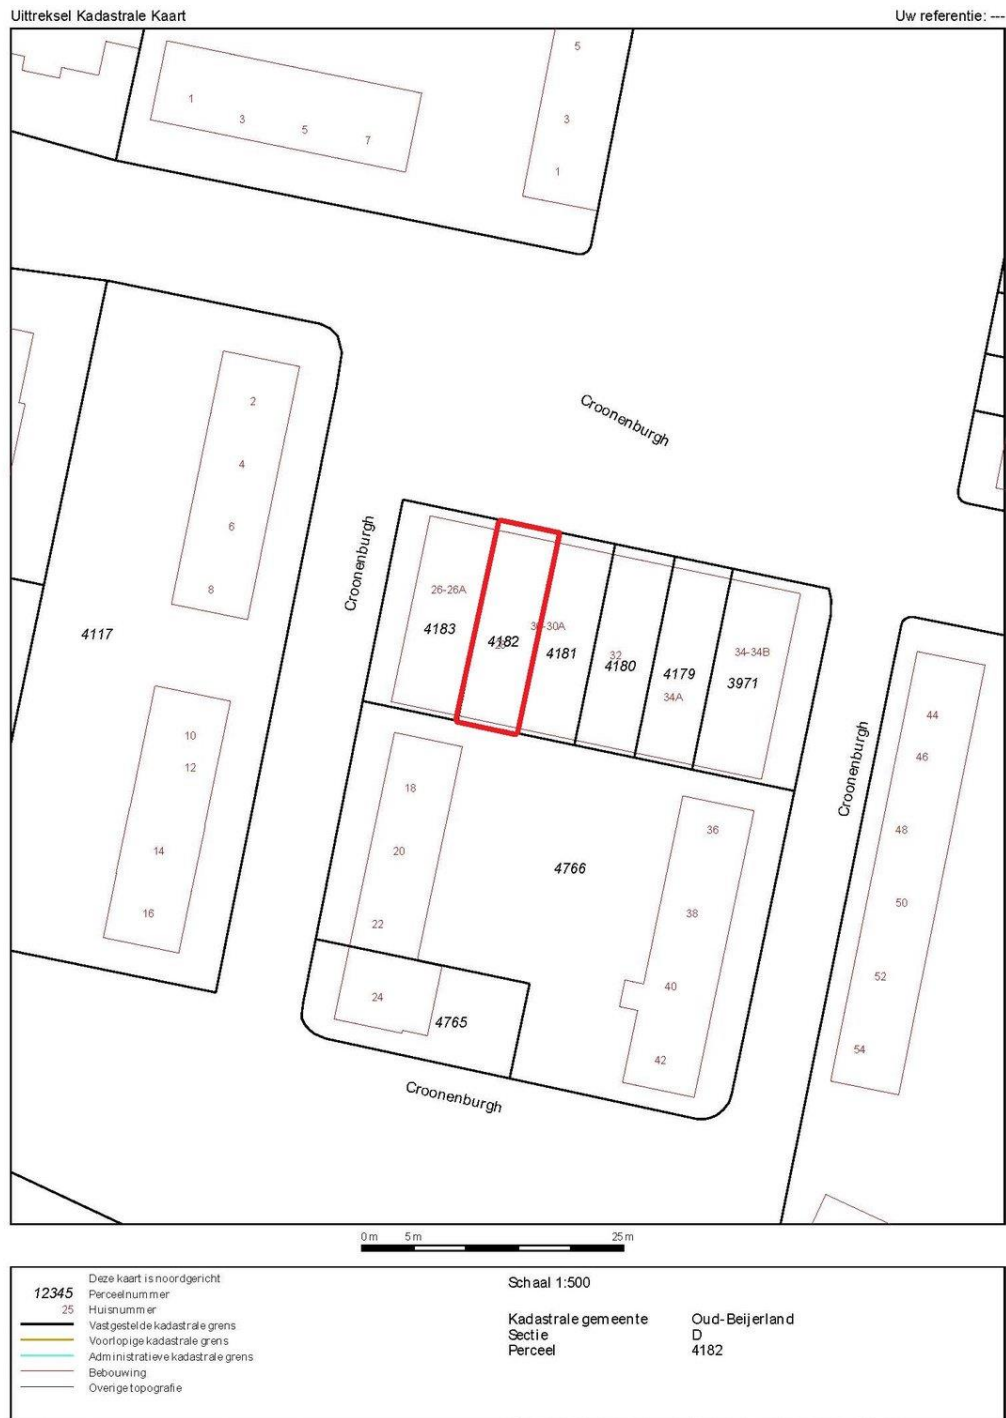 Uittreksel Kadastrale Kaart
Uw referentie: ---
5
1
3
3
5
7
1
Croonenburgh
2
4
Croonenburgh
6
8
26-26A
4183
4182
30-30A
4181
32
4180
4179
34A
34-34B
3971
4117
44
10
46
12
Croonenburgh
18
36
48
14
20
4766
50
16
38
22
52
24
40
4765
54
42
Croonenburgh
0 m 5 m 25 m
Deze kaart is noordgericht
12345 Perceelnummer
25 Huisnummer
Vastgestelde kadastrale grens
Voorlopige kadastrale grens
Administratieve kadastrale grens
Bebouwing
Overige topografie
Schaal 1:500
Kadastrale gemeente Oud-Beijerland
Sectie D
Perceel 4182